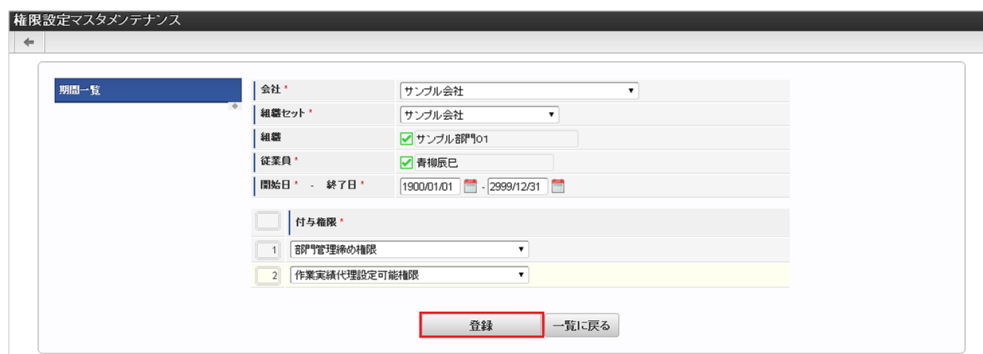 権限設定マスタメンテナンス
期間一覧
会社 * サンプル会社
組織セット * サンプル会社
組織 サンプル部門01
従業員 * 青柳辰巳
開始日 * - 終了日 * 1900/01/01 - 2999/12/31
付与権限 *
1 部門管理締め権限
2 作業実績代理設定可能権限
登録 一覧に戻る